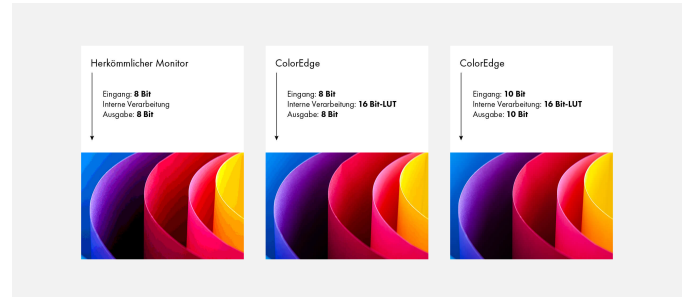 Herkömmlicher Monitor
Eingang: 8 Bit
Interne Verarbeitung
Ausgabe: 8 Bit
ColorEdge
Eingang: 8 Bit
Interne Verarbeitung: 16 Bit-LUT
Ausgabe: 8 Bit
ColorEdge
Eingang: 10 Bit
Interne Verarbeitung: 16 Bit-LUT
Ausgabe: 10 Bit